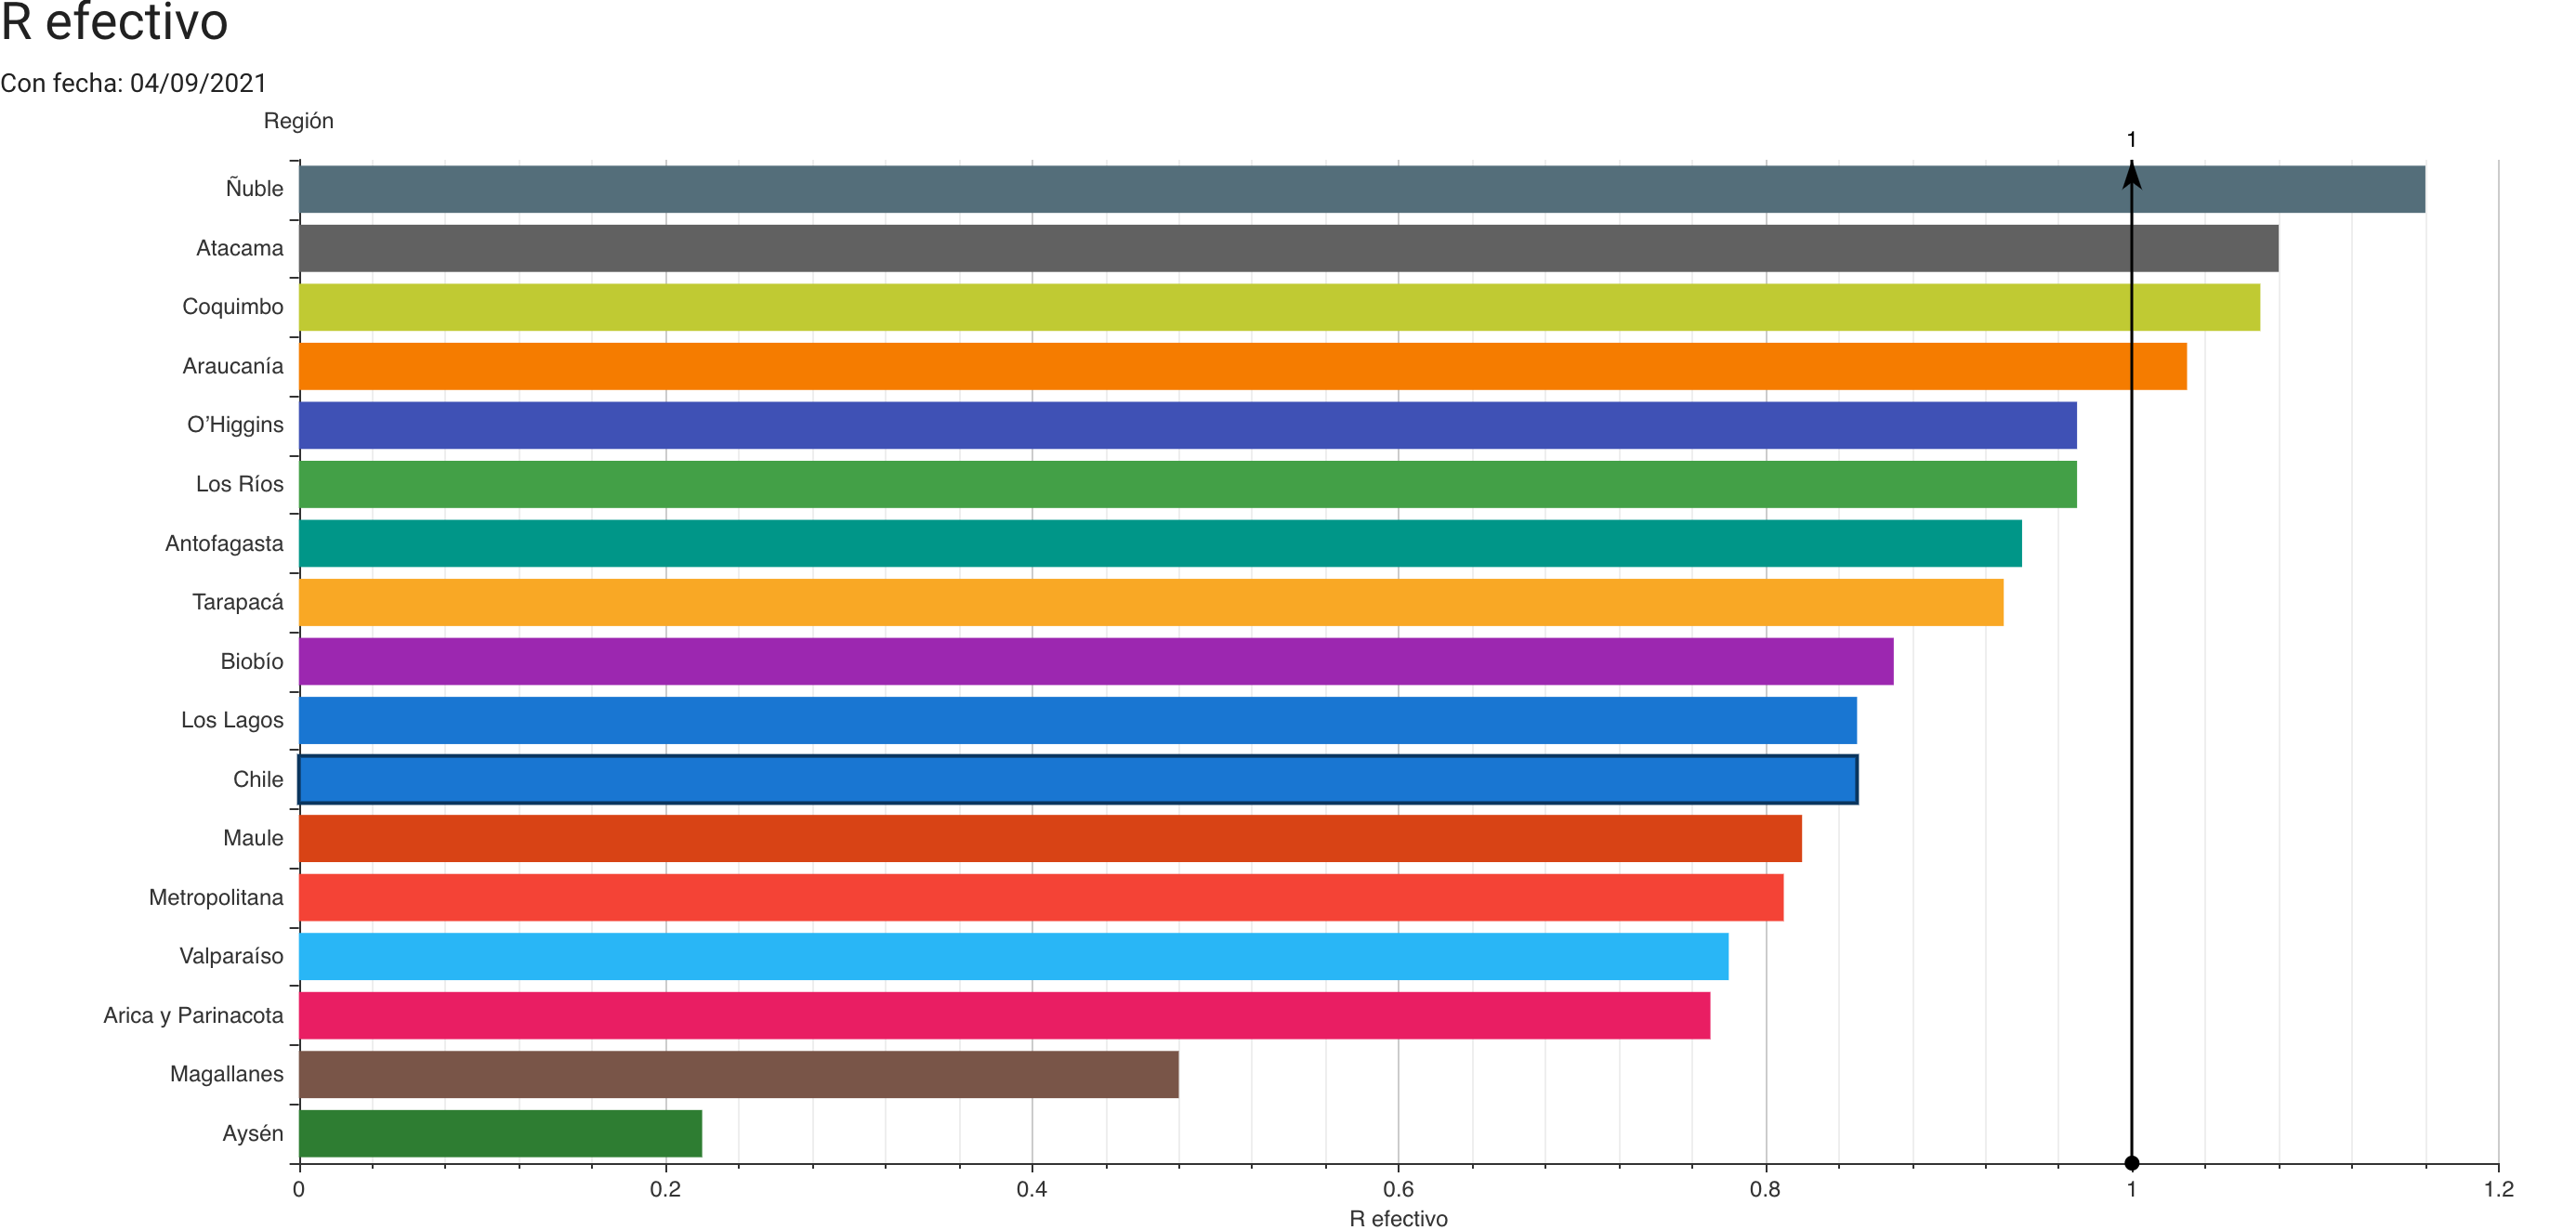 R efectivo
Con fecha: 04/09/2021
Región
1
Ñuble
Atacama
Coquimbo
Araucanía
O’Higgins
Los Ríos
Antofagasta
Tarapacá
Biobío
Los Lagos
Chile
Maule
Metropolitana
Valparaíso
Arica y Parinacota
Magallanes
Aysén
0 0.2 0.4 0.6 0.8 1 1.2
R efectivo